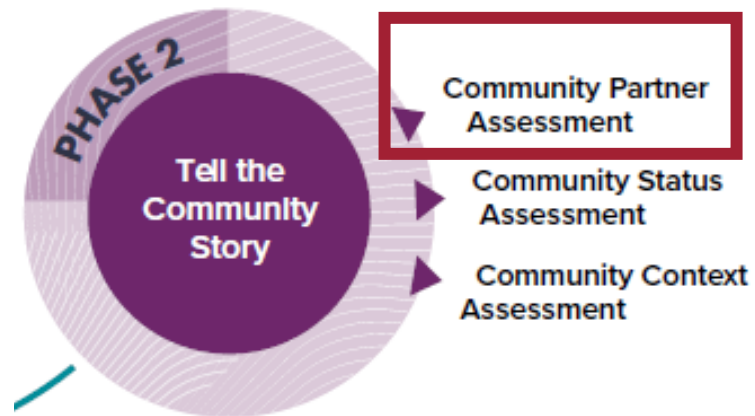 PHASE 2
Tell the
Community
Story
Community Partner
Assessment
Community Status
Assessment
Community Context
Assessment